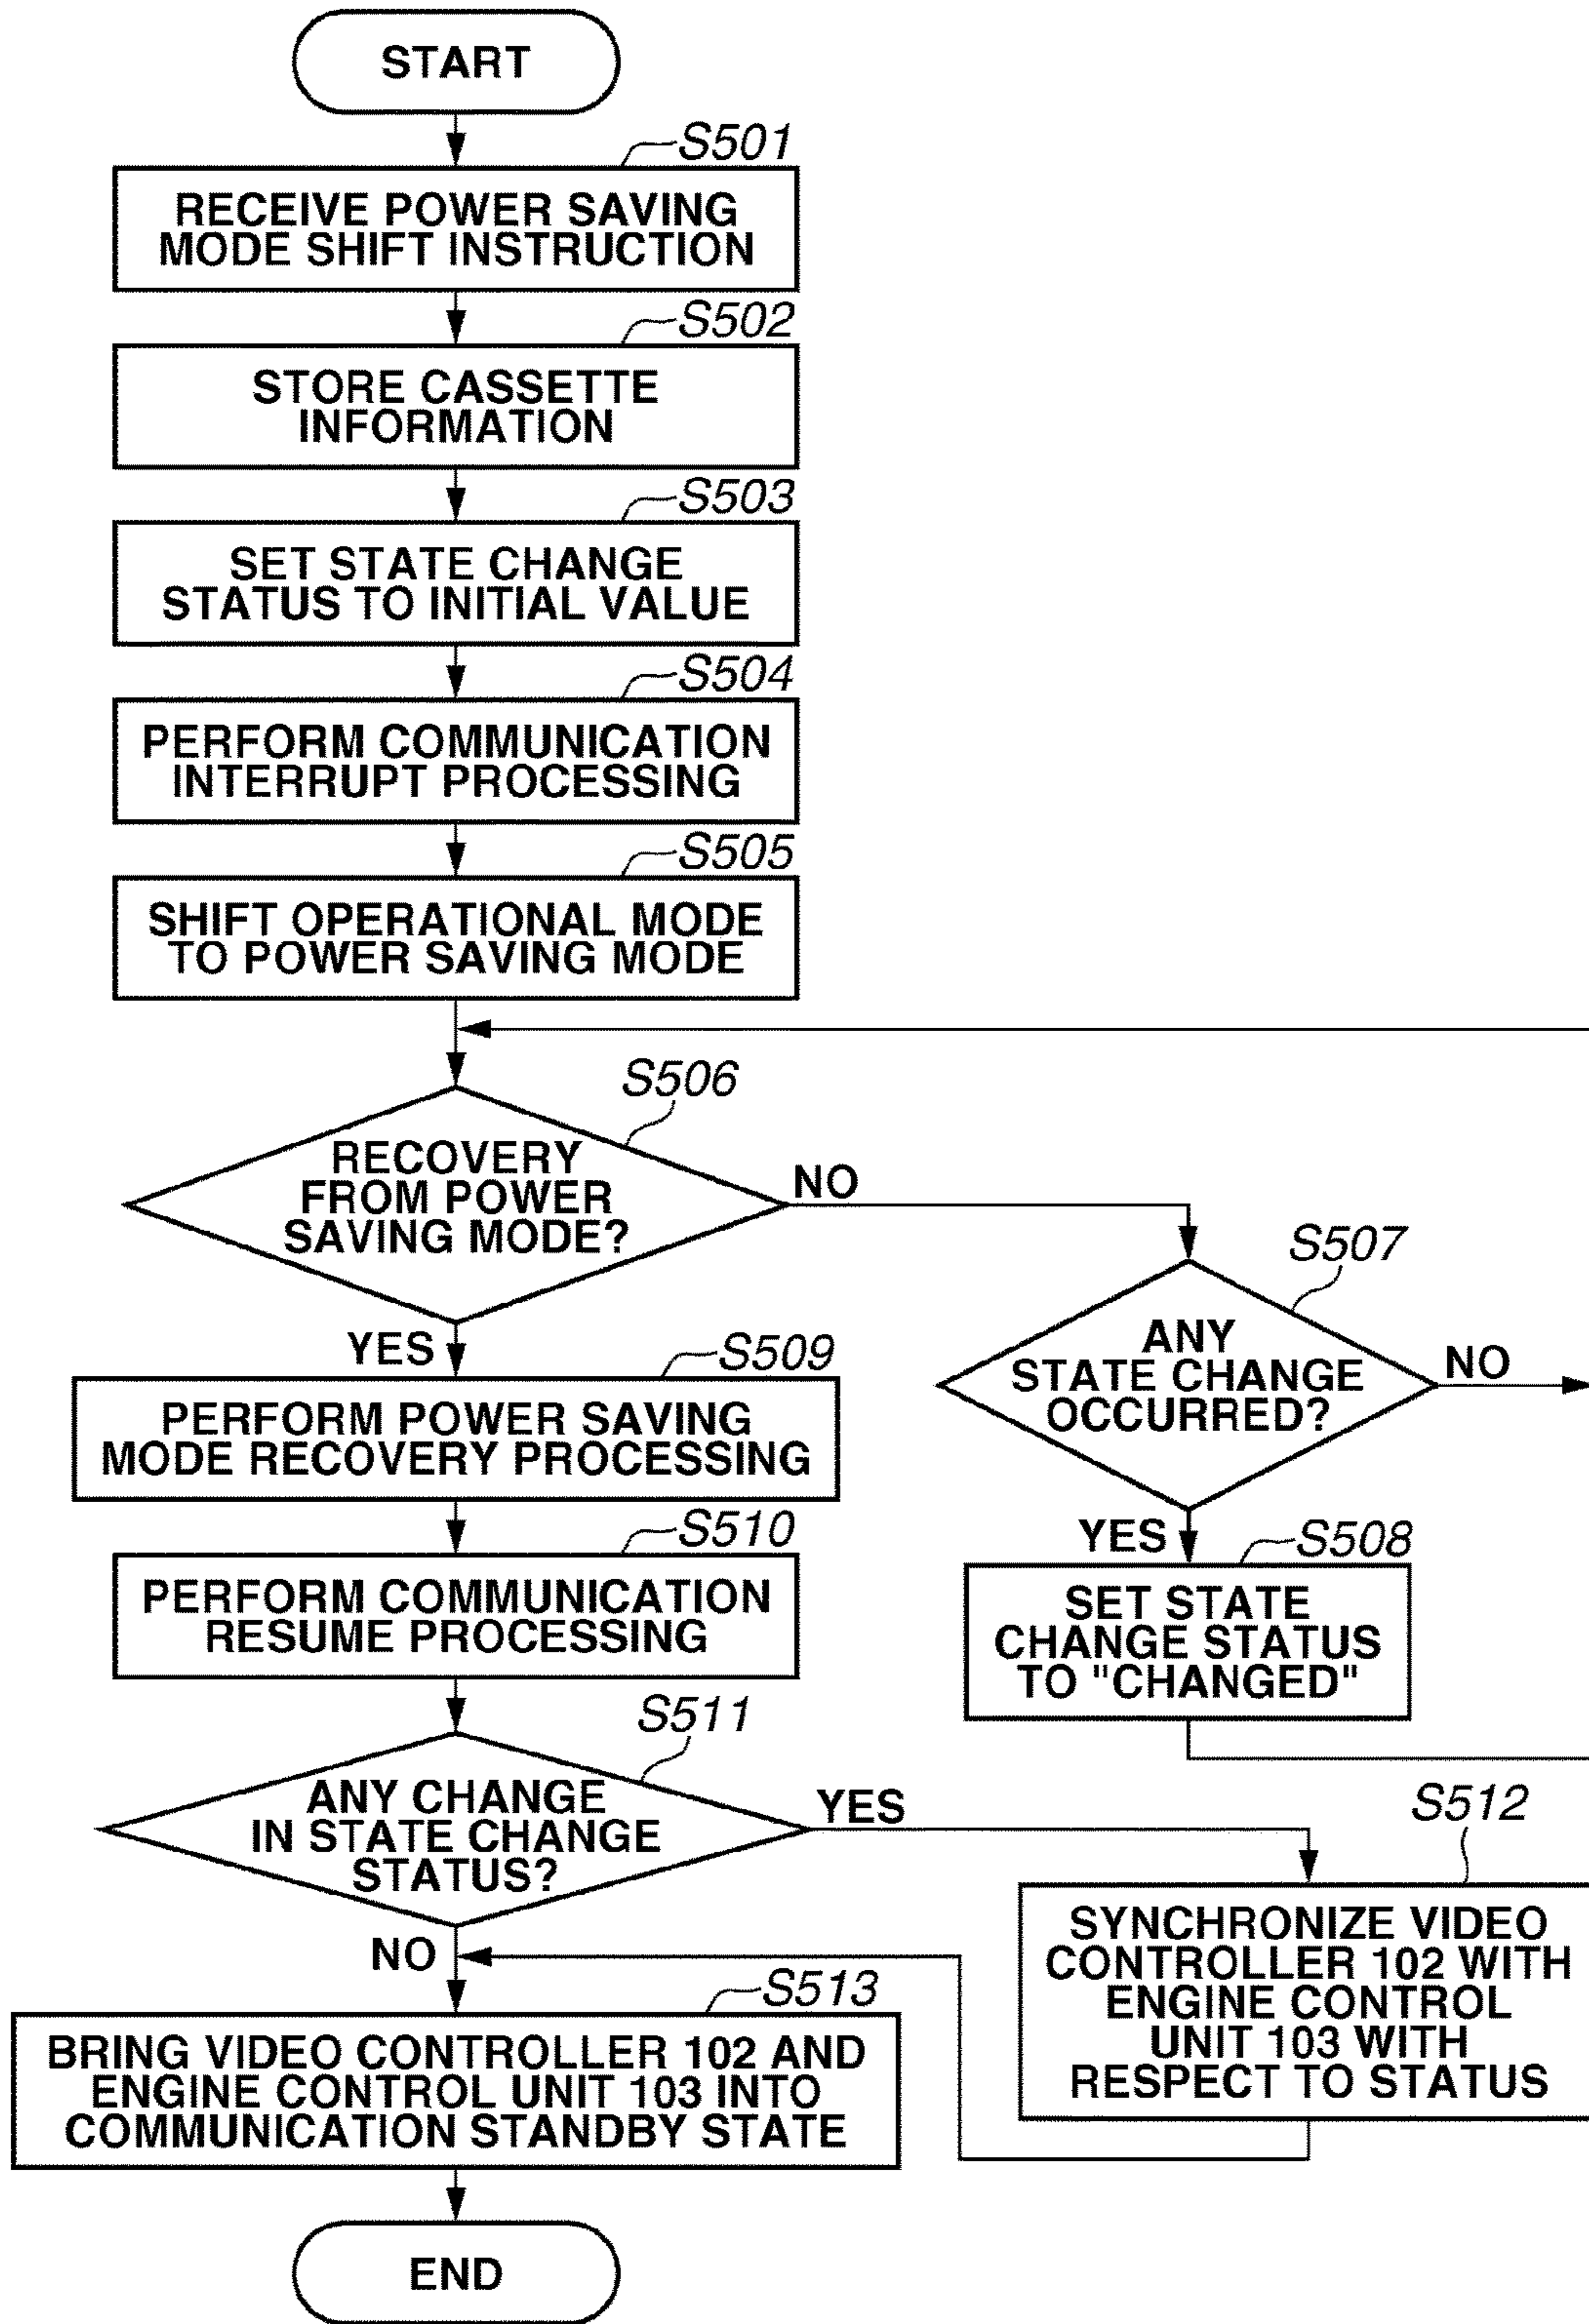 START
S501
RECEIVE POWER SAVING
MODE SHIFT INSTRUCTION
S502
STORE CASSETTE
INFORMATION
S503
SET STATE CHANGE
STATUS TO INITIAL VALUE
S504
PERFORM COMMUNICATION
INTERRUPT PROCESSING
S505
SHIFT OPERATIONAL MODE
TO POWER SAVING MODE
S506
RECOVERY
FROM POWER
SAVING MODE?
NO
S507
ANY
STATE CHANGE
OCCURRED?
NO
YES
S508
SET STATE
CHANGE STATUS
TO "CHANGED"
YES
S509
PERFORM POWER SAVING
MODE RECOVERY PROCESSING
S510
PERFORM COMMUNICATION
RESUME PROCESSING
S511
ANY CHANGE
IN STATE CHANGE
STATUS?
YES
S512
SYNCHRONIZE VIDEO
CONTROLLER 102 WITH
ENGINE CONTROL
UNIT 103 WITH
RESPECT TO STATUS
NO
S513
BRING VIDEO CONTROLLER 102 AND
ENGINE CONTROL UNIT 103 INTO
COMMUNICATION STANDBY STATE
END